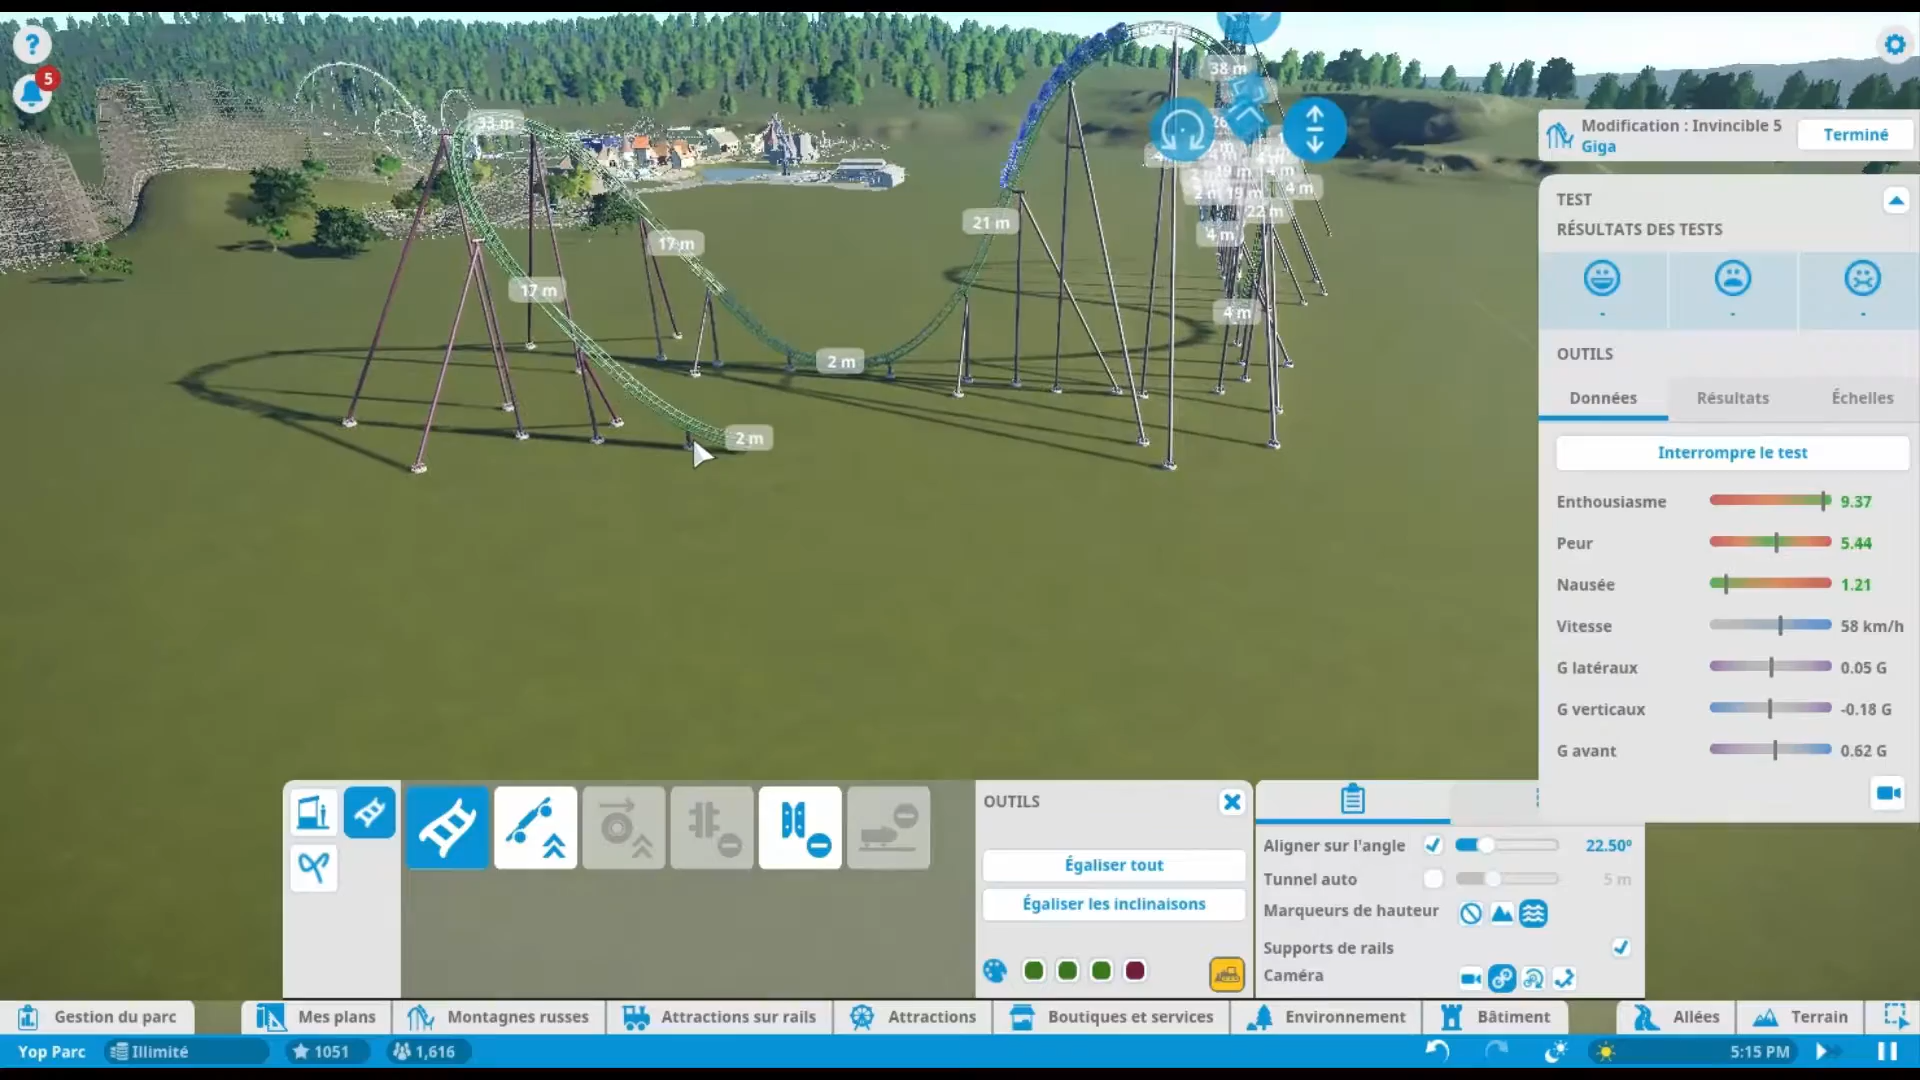 5
33 m
38 m
17 m
21 m
17 m
19 m
4 m
2 m
19 m
4 m
22 m
4 m
4 m
2 m
2 m
Modification : Invincible 5 Giga
Terminé
TEST
RÉSULTATS DES TESTS
- - -
OUTILS
Données Résultats Échelles
Interrompre le test
Enthousiasme 9.37
Peur 5.44
Nausée 1.21
Vitesse 58 km/h
G latéraux 0.05 G
G verticaux -0.18 G
G avant 0.62 G
OUTILS
Égaliser tout
Égaliser les inclinaisons
Aligner sur l'angle 22.50°
Tunnel auto 5 m
Marqueurs de hauteur
Supports de rails
Caméra
Gestion du parc Mes plans Montagnes russes Attractions sur rails Attractions Boutiques et services Environnement Bâtiment Allées Terrain
Yop Parc Illimité 1051 1,616 5:15 PM